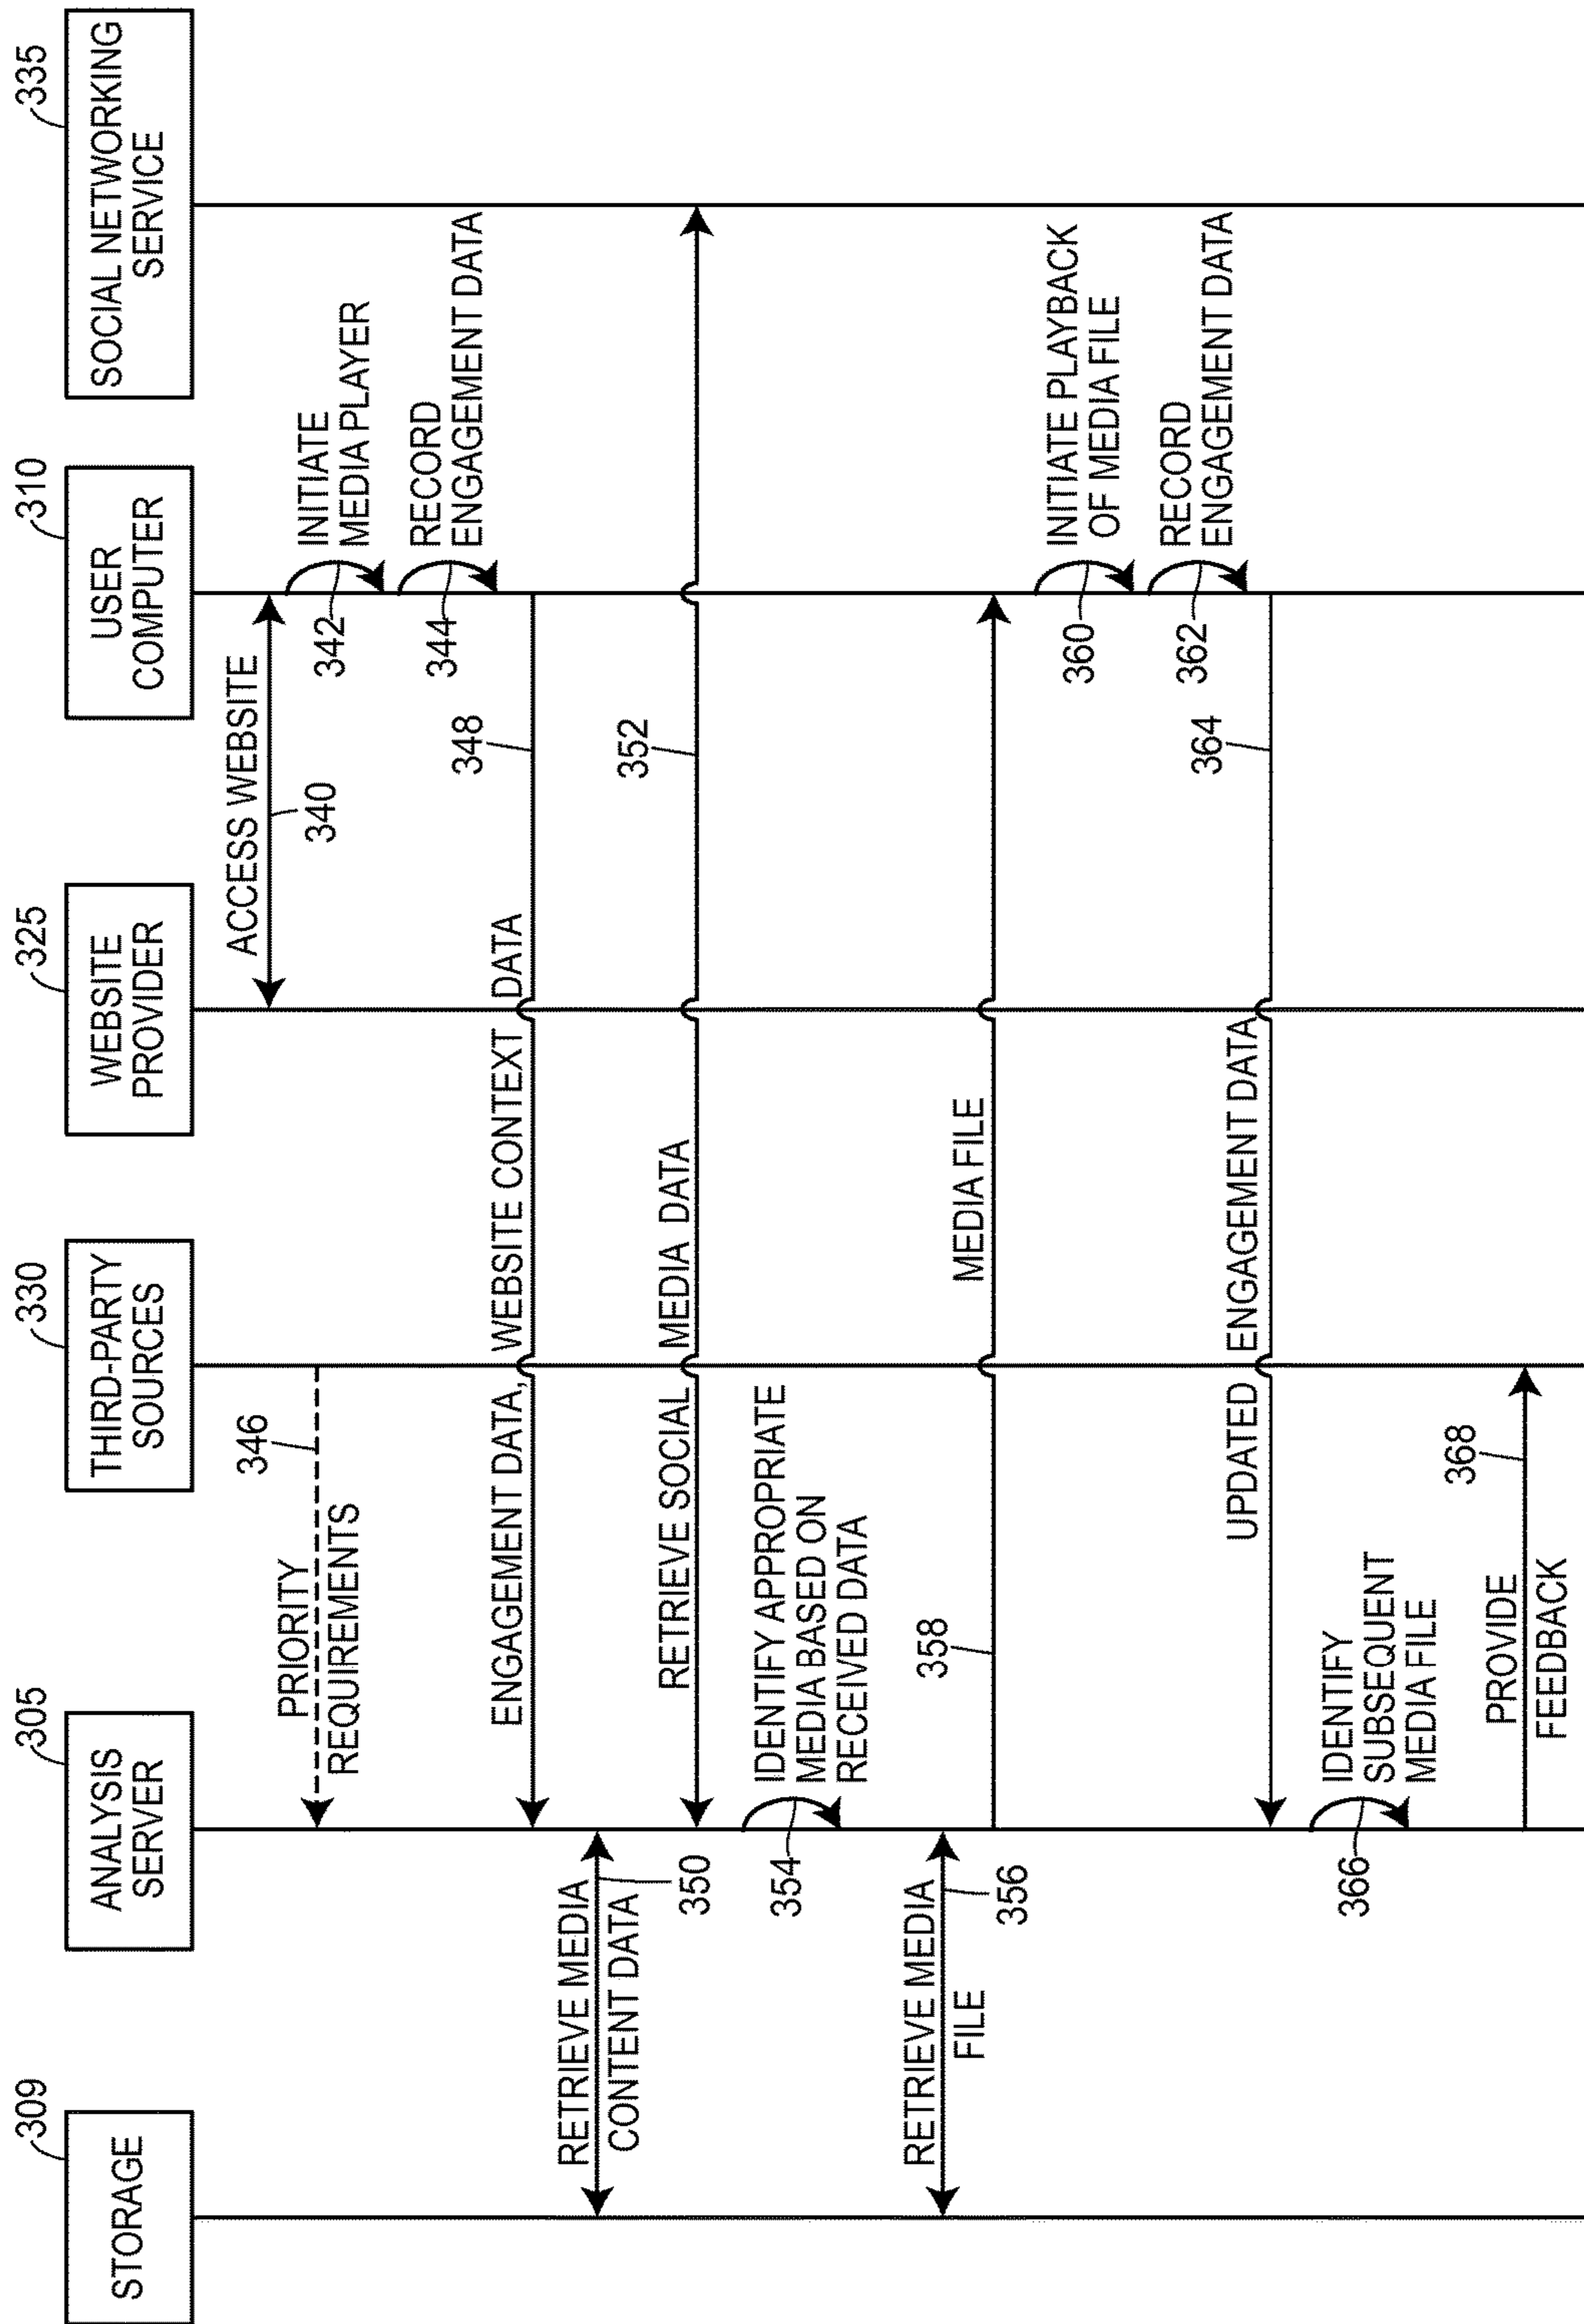 309
STORAGE
305
ANALYSIS
SERVER
330
THIRD-PARTY
SOURCES
325
WEBSITE
PROVIDER
310
USER
COMPUTER
335
SOCIAL NETWORKING
SERVICE
ACCESS WEBSITE
340
INITIATE
MEDIA PLAYER
342
346
PRIORITY
REQUIREMENTS
RECORD
ENGAGEMENT DATA
344
348
ENGAGEMENT DATA, WEBSITE CONTEXT DATA
RETRIEVE MEDIA
CONTENT DATA
350
352
RETRIEVE SOCIAL MEDIA DATA
IDENTIFY APPROPRIATE
MEDIA BASED ON
RECEIVED DATA
354
RETRIEVE MEDIA
FILE
356
358
MEDIA FILE
INITIATE PLAYBACK
OF MEDIA FILE
360
RECORD
ENGAGEMENT DATA
362
364
UPDATED ENGAGEMENT DATA
IDENTIFY
SUBSEQUENT
MEDIA FILE
366
368
PROVIDE
FEEDBACK